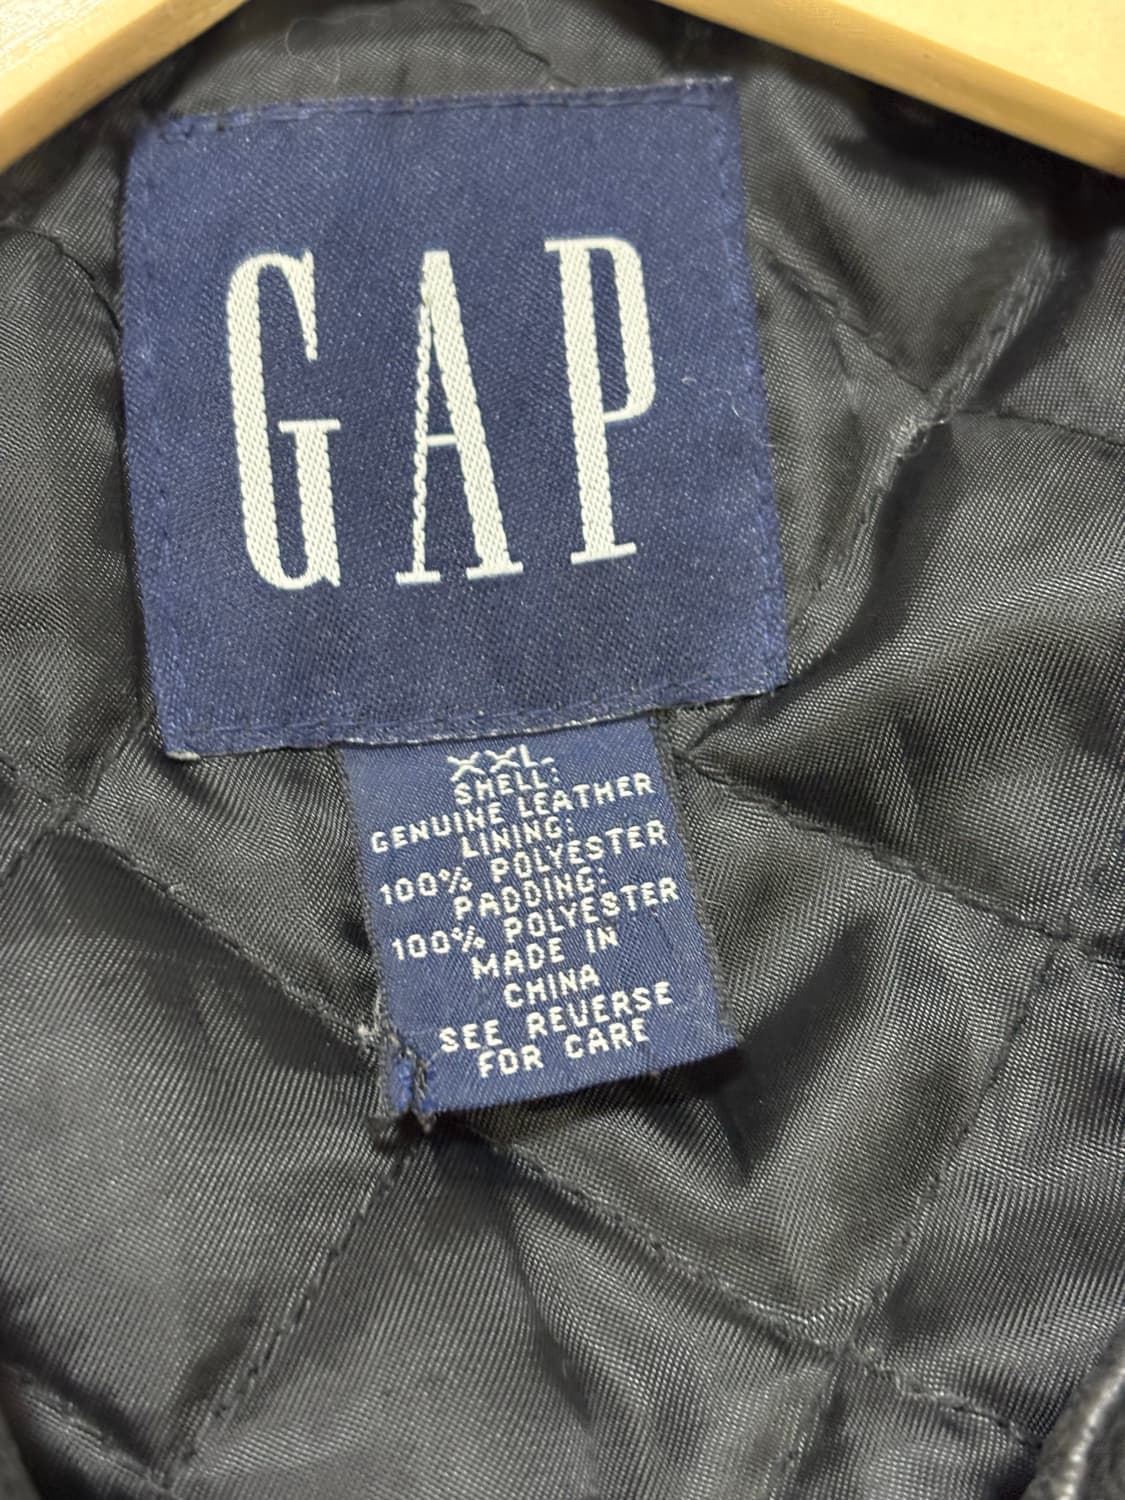 GAP
XXL
SHELL:
GENUINE LEATHER
LINING:
100% POLYESTER
PADDING:
100% POLYESTER
MADE IN
CHINA
SEE REVERSE
FOR CARE